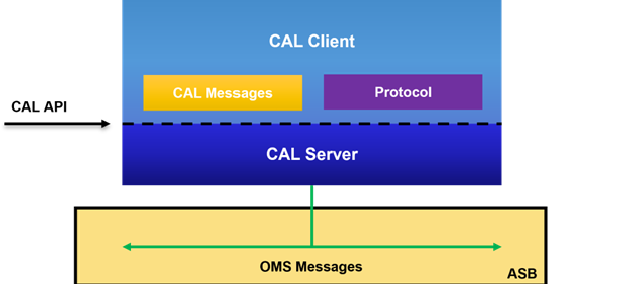 CAL Client
CAL Messages
Protocol
CAL API
CAL Server
OMS Messages
ASB